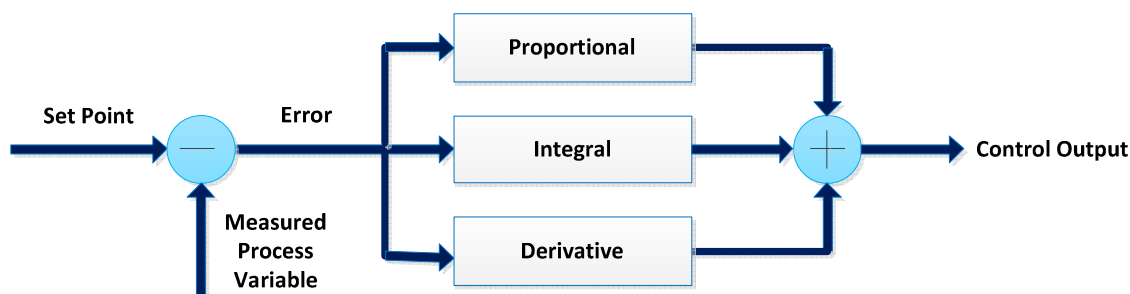 Set Point
Error
Measured
Process
Variable
Proportional
Integral
Derivative
Control Output